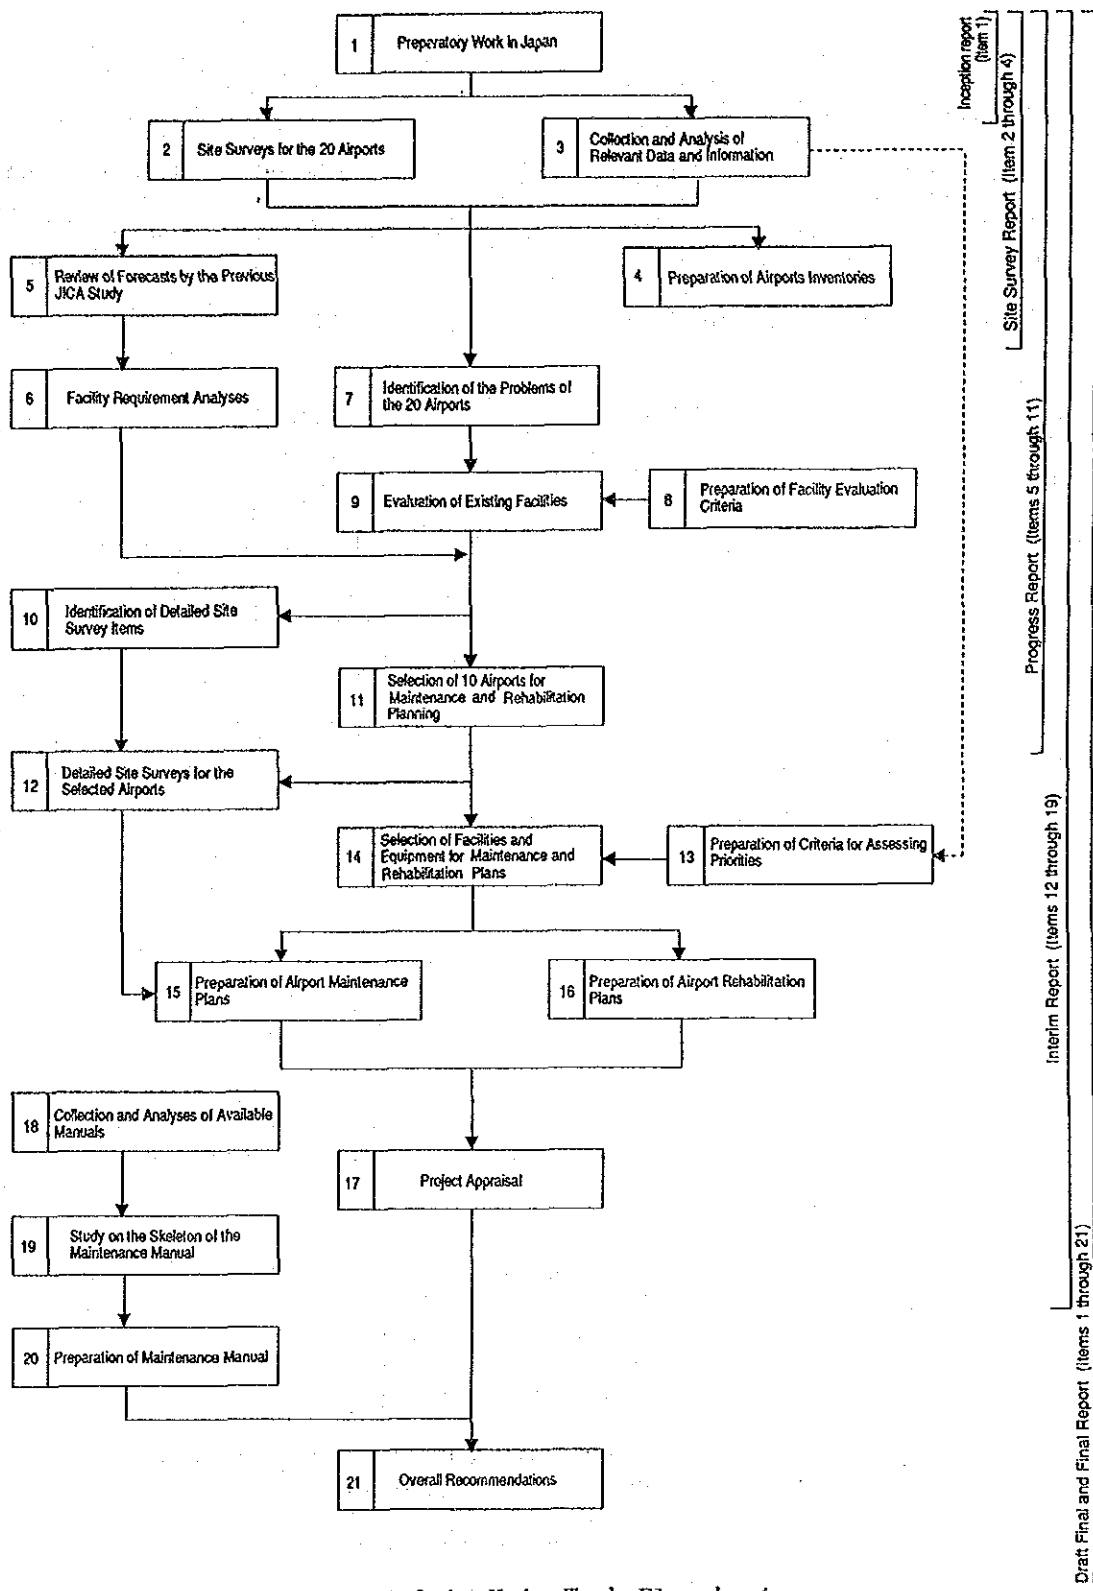 1
Preparatory Work in Japan
2
Site Surveys for the 20 Airports
3
Collection and Analysis of
Relevant Data and Information
5
Review of Forecasts by the Previous
JICA Study
4
Preparation of Airports Inventories
6
Facility Requirement Analyses
7
Identification of the Problems of
the 20 Airports
9
Evaluation of Existing Facilities
8
Preparation of Facility Evaluation
Criteria
10
Identification of Detailed Site
Survey Items
11
Selection of 10 Airports for
Maintenance and Rehabilitation
Planning
12
Detailed Site Surveys for the
Selected Airports
14
Selection of Facilities and
Equipment for Maintenance and
Rehabilitation Plans
13
Preparation of Criteria for Assessing
Priorities
15
Preparation of Airport Maintenance
Plans
16
Preparation of Airport Rehabilitation
Plans
18
Collection and Analyses of Available
Manuals
17
Project Appraisal
19
Study on the Skeleton of the
Maintenance Manual
20
Preparation of Maintenance Manual
21
Overall Recommendations
Inception report
(Item 1)
Site Survey Report (Item 2 through 4)
Progress Report (Items 5 through 11)
Interim Report (Items 12 through 19)
Draft Final and Final Report (Items 1 through 21)